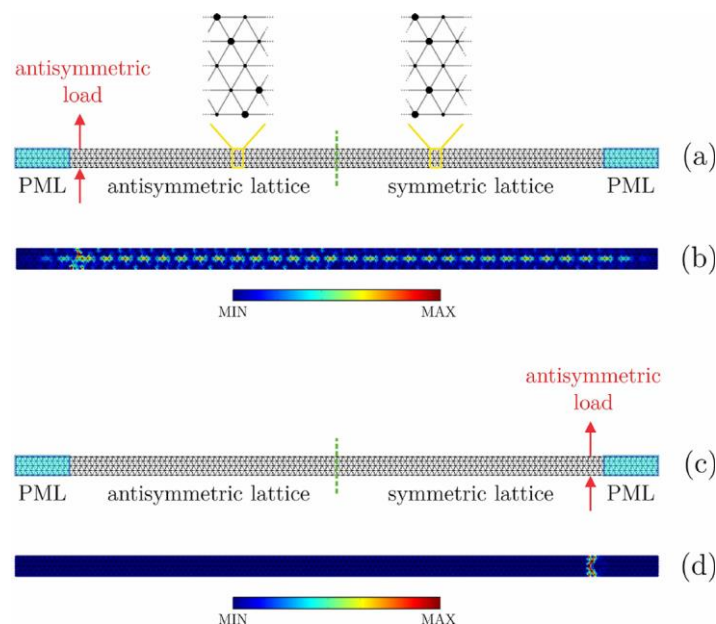 antisymmetric
load
(a)
PML antisymmetric lattice symmetric lattice PML
(b)
MIN MAX
antisymmetric
load
(c)
PML antisymmetric lattice symmetric lattice PML
(d)
MIN MAX